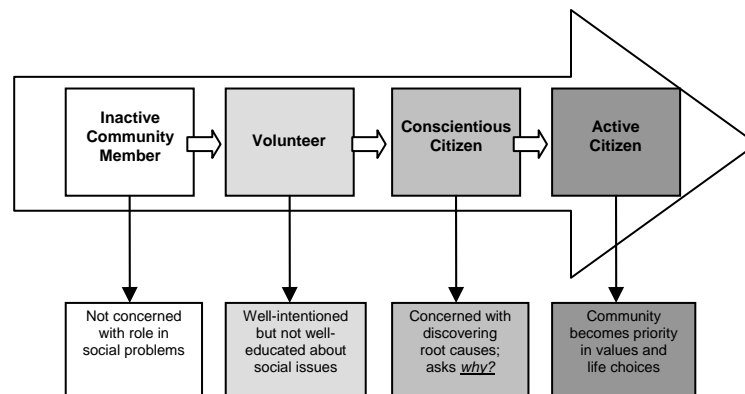 Inactive
Community
Member
Volunteer
Conscientious
Citizen
Active
Citizen
Not concerned
with role in
social problems
Well-intentioned
but not well-
educated about
social issues
Concerned with
discovering
root causes;
asks why?
Community
becomes priority
in values and
life choices